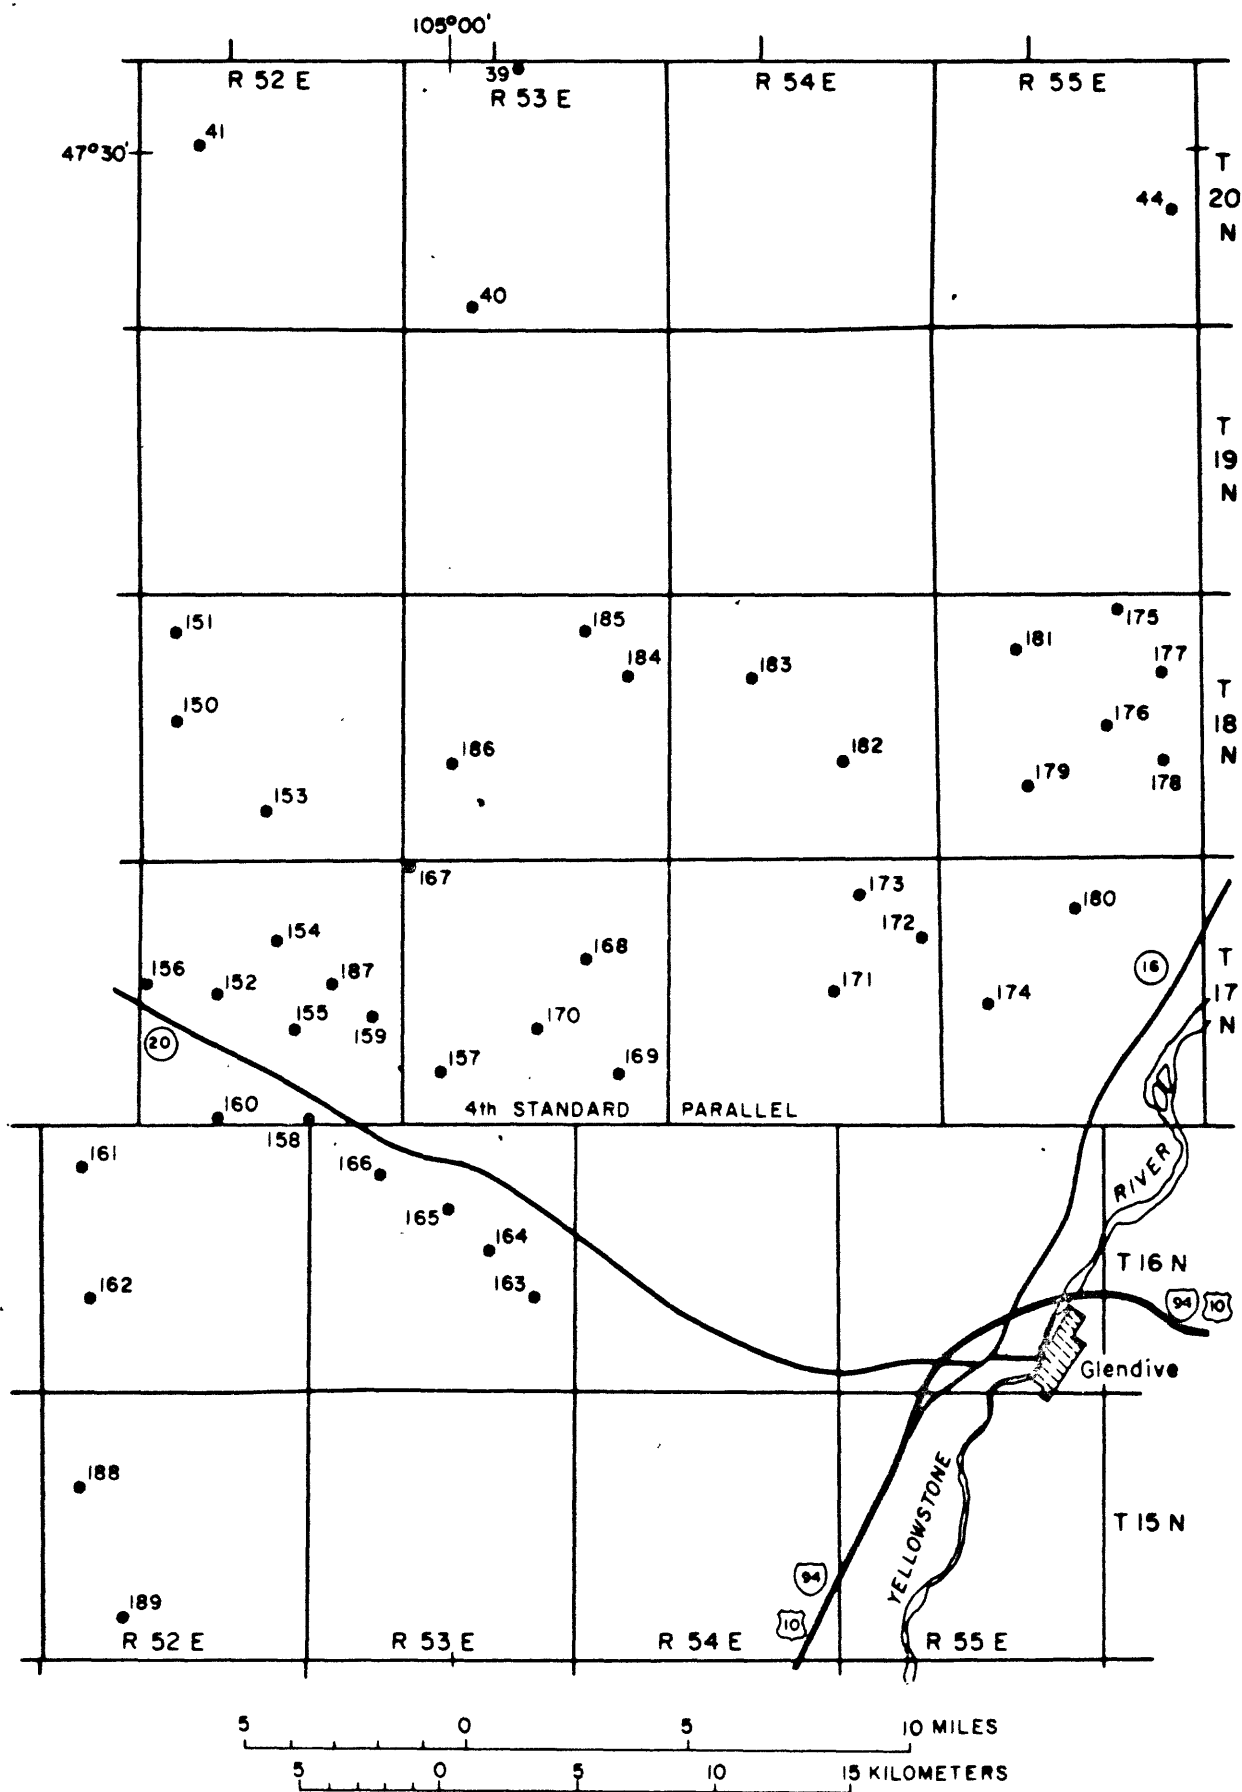 105°00'
39
R 52 E
R 53 E
R 54 E
R 55 E
41
47°30'
T
20
N
44
40
T
19
N
151
185
175
181
184
183
177
150
T
18
N
176
186
182
179
178
153
167
173
180
172
154
168
16
T
17
N
156
152
187
171
174
155
159
170
20
157
169
160
4th STANDARD PARALLEL
158
161
166
RIVER
165
164
T 16 N
162
163
94
10
Glendive
188
YELLOWSTONE
T 15 N
94
189
10
R 52 E
R 53 E
R 54 E
R 55 E
5 0 5 10 MILES
5 0 5 10 15 KILOMETERS